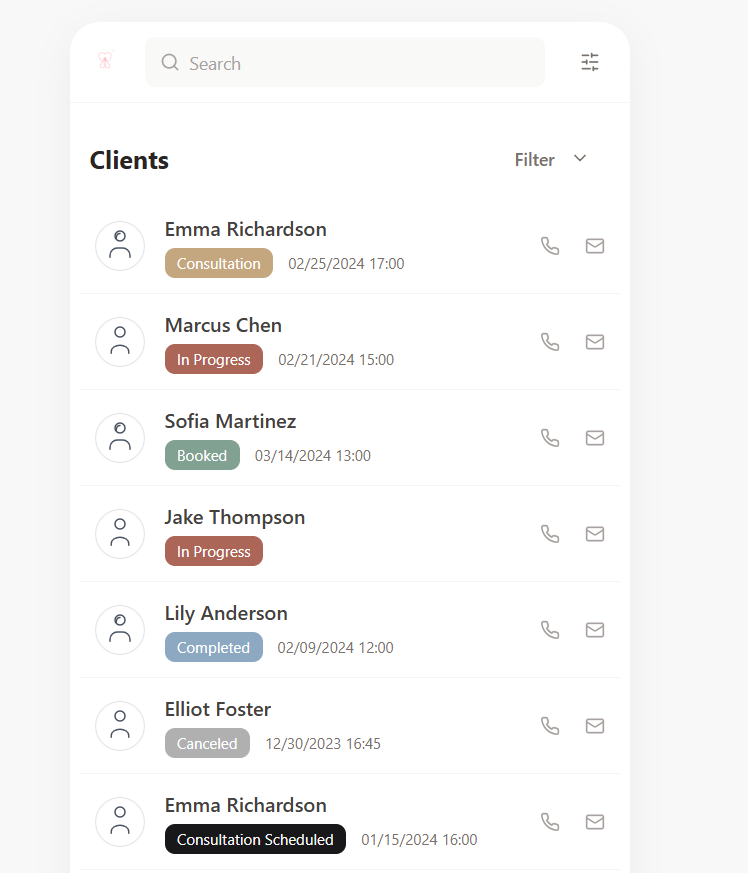 Search
Clients
Filter
Emma Richardson
Consultation 02/25/2024 17:00
Marcus Chen
In Progress 02/21/2024 15:00
Sofia Martinez
Booked 03/14/2024 13:00
Jake Thompson
In Progress
Lily Anderson
Completed 02/09/2024 12:00
Elliot Foster
Canceled 12/30/2023 16:45
Emma Richardson
Consultation Scheduled 01/15/2024 16:00